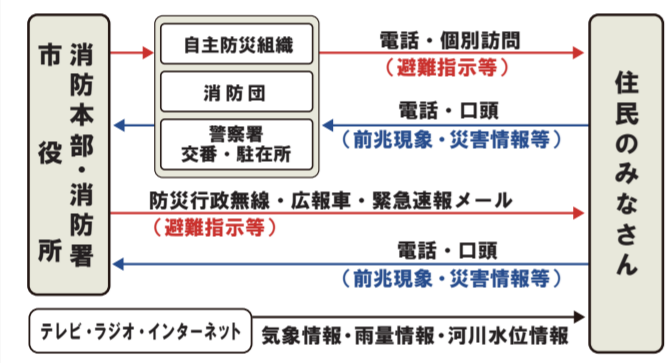 市役所
消防本部・消防署
自主防災組織
消防団
警察署
交番・駐在所
電話・個別訪問
（避難指示等）
電話・口頭
（前兆現象・災害情報等）
防災行政無線・広報車・緊急速報メール
（避難指示等）
電話・口頭
（前兆現象・災害情報等）
住民のみなさん
テレビ・ラジオ・インターネット
気象情報・雨量情報・河川水位情報